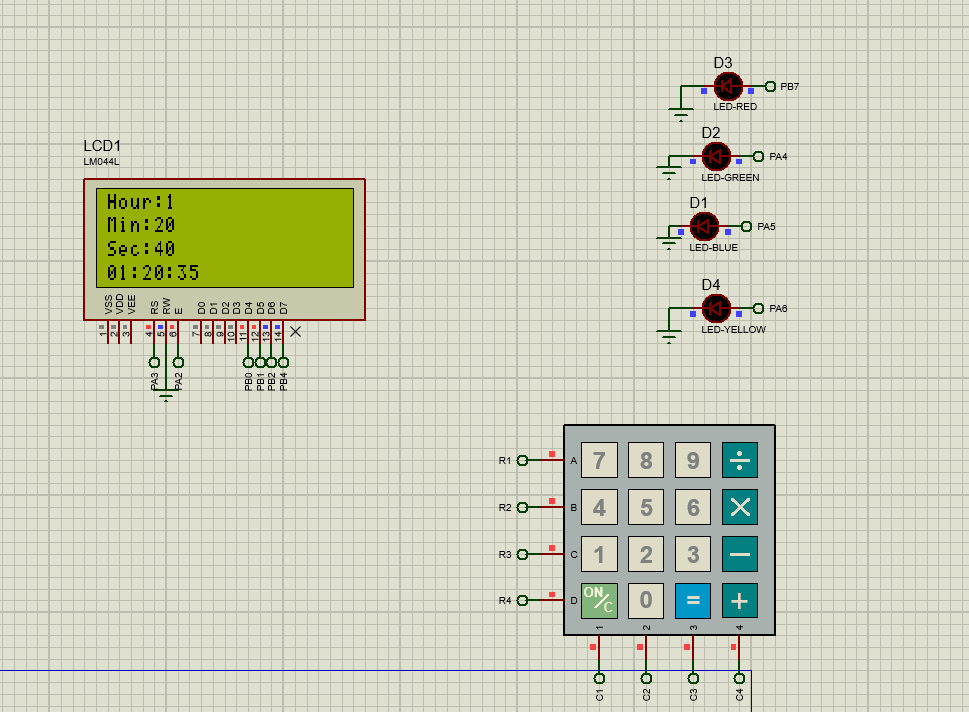 D3
PB7
LED-RED
D2
PA4
LED-GREEN
D1
PA5
LED-BLUE
D4
PA6
LED-YELLOW
LCD1
LM044L
Hour:1
Min:20
Sec:40
01:20:35
VSS VDD VEE RS RW E D0 D1 D2 D3 D4 D5 D6 D7
1 2 3 4 5 6 7 8 9 10 11 12 13 14
PA3 PA2 PB0 PB1 PB2 PB4
R1 A 7 8 9 ÷
R2 B 4 5 6 ×
R3 C 1 2 3 −
R4 D ON/C 0 = +
1 2 3 4
C1 C2 C3 C4